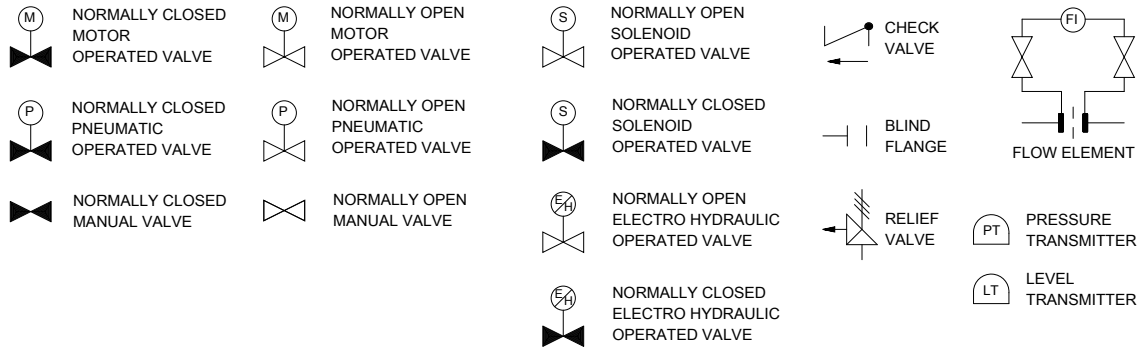 M
NORMALLY CLOSED
MOTOR
OPERATED VALVE
M
NORMALLY OPEN
MOTOR
OPERATED VALVE
S
NORMALLY OPEN
SOLENOID
OPERATED VALVE
CHECK
VALVE
FI
FLOW ELEMENT
P
NORMALLY CLOSED
PNEUMATIC
OPERATED VALVE
P
NORMALLY OPEN
PNEUMATIC
OPERATED VALVE
S
NORMALLY CLOSED
SOLENOID
OPERATED VALVE
BLIND
FLANGE
NORMALLY CLOSED
MANUAL VALVE
NORMALLY OPEN
MANUAL VALVE
E/H
NORMALLY OPEN
ELECTRO HYDRAULIC
OPERATED VALVE
RELIEF
VALVE
PT
PRESSURE
TRANSMITTER
E/H
NORMALLY CLOSED
ELECTRO HYDRAULIC
OPERATED VALVE
LT
LEVEL
TRANSMITTER